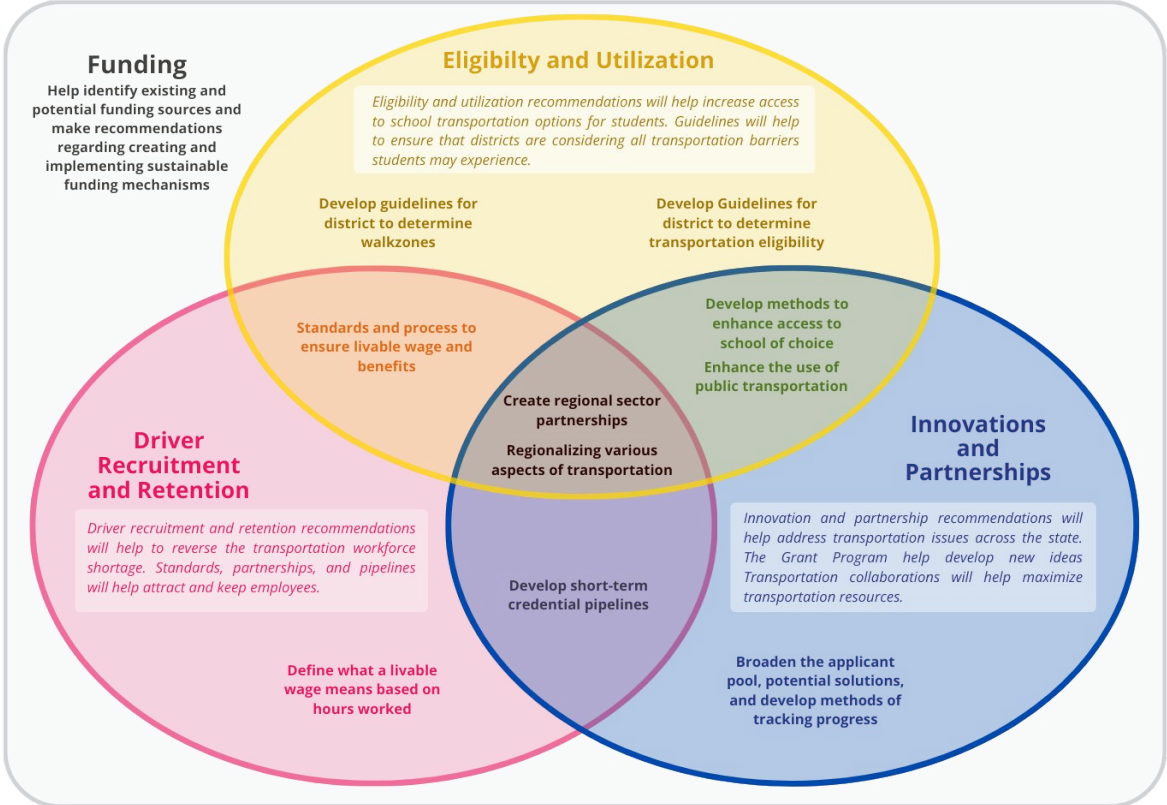 Funding
Help identify existing and
potential funding sources and
make recommendations
regarding creating and
implementing sustainable
funding mechanisms
Eligibilty and Utilization
Eligibility and utilization recommendations will help increase access
to school transportation options for students. Guidelines will help
to ensure that districts are considering all transportation barriers
students may experience.
Develop guidelines for
district to determine
walkzones
Develop Guidelines for
district to determine
transportation eligibility
Standards and process to
ensure livable wage and
benefits
Develop methods to
enhance access to
school of choice
Enhance the use of
public transportation
Create regional sector
partnerships
Regionalizing various
aspects of transportation
Driver
Recruitment
and Retention
Driver recruitment and retention recommendations
will help to reverse the transportation workforce
shortage. Standards, partnerships, and pipelines
will help attract and keep employees.
Innovations
and
Partnerships
Innovation and partnership recommendations will
help address transportation issues across the state.
The Grant Program help develop new ideas
Transportation collaborations will help maximize
transportation resources.
Develop short-term
credential pipelines
Define what a livable
wage means based on
hours worked
Broaden the applicant
pool, potential solutions,
and develop methods of
tracking progress